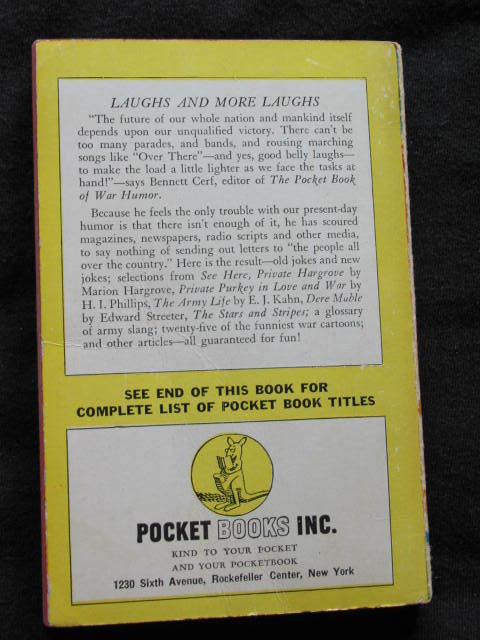 LAUGHS AND MORE LAUGHS
"The future of our whole nation and mankind itself
depends upon our unqualified victory. There can't be
too many parades, and bands, and rousing marching
songs like "Over There"—and yes, good belly laughs—
to make the load a little lighter as we face the tasks at
hand!"—says Bennett Cerf, editor of The Pocket Book
of War Humor.
Because he feels the only trouble with our present-day
humor is that there isn't enough of it, he has scoured
magazines, newspapers, radio scripts and other media,
to say nothing of sending out letters to "the people all
over the country." Here is the result—old jokes and new
jokes; selections from See Here, Private Hargrove by
Marion Hargrove, Private Purkey in Love and War by
H. I. Phillips, The Army Life by E. J. Kahn, Dere Mable
by Edward Streeter, The Stars and Stripes; a glossary
of army slang; twenty-five of the funniest war cartoons;
and other articles—all guaranteed for fun!
SEE END OF THIS BOOK FOR
COMPLETE LIST OF POCKET BOOK TITLES
POCKET BOOKS INC.
KIND TO YOUR POCKET
AND YOUR POCKETBOOK
1230 Sixth Avenue, Rockefeller Center, New York